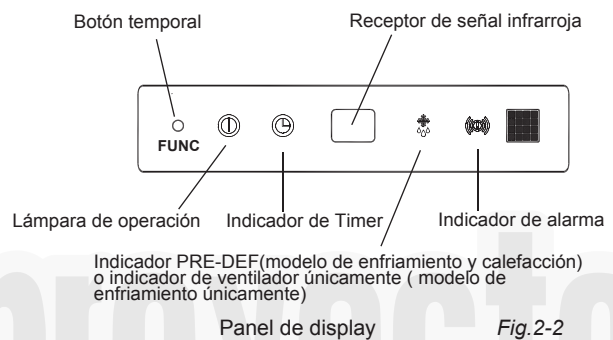 Botón temporal
Receptor de señal infrarroja
FUNC
Lámpara de operación
Indicador de Timer
Indicador de alarma
Indicador PRE-DEF(modelo de enfriamiento y calefacción)
o indicador de ventilador únicamente ( modelo de
enfriamiento únicamente)
Panel de display
Fig.2-2
proyecto